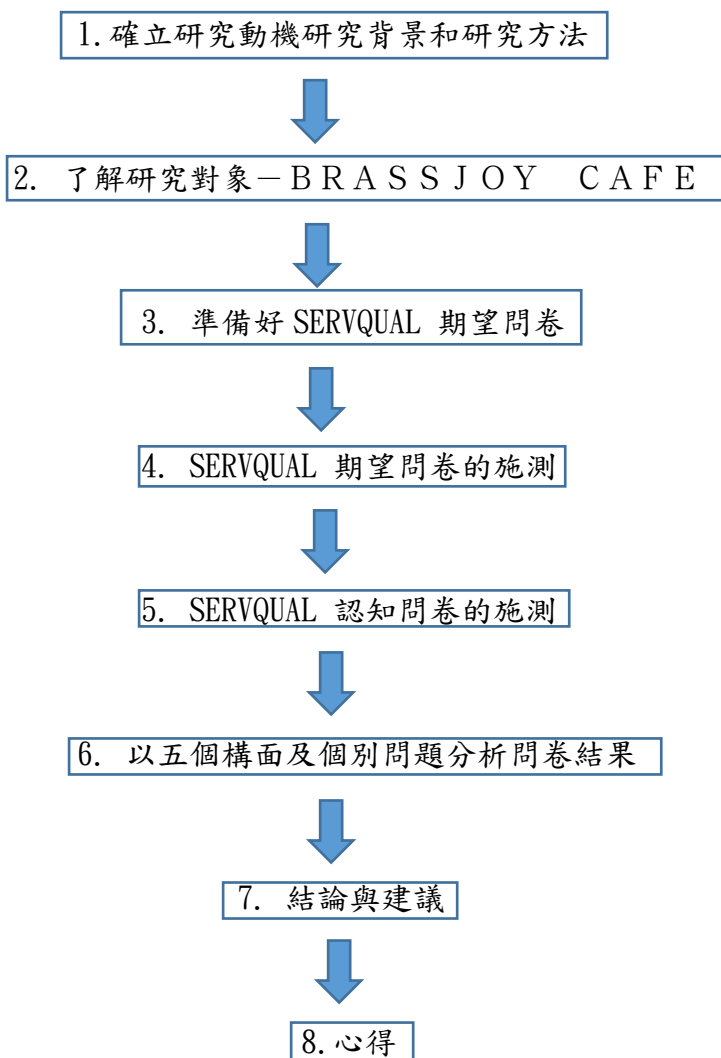 1.確立研究動機研究背景和研究方法
2. 了解研究對象－ＢＲＡＳＳＪＯＹ　ＣＡＦＥ
3. 準備好 SERVQUAL 期望問卷
4. SERVQUAL 期望問卷的施測
5. SERVQUAL 認知問卷的施測
6. 以五個構面及個別問題分析問卷結果
7. 結論與建議
8.心得